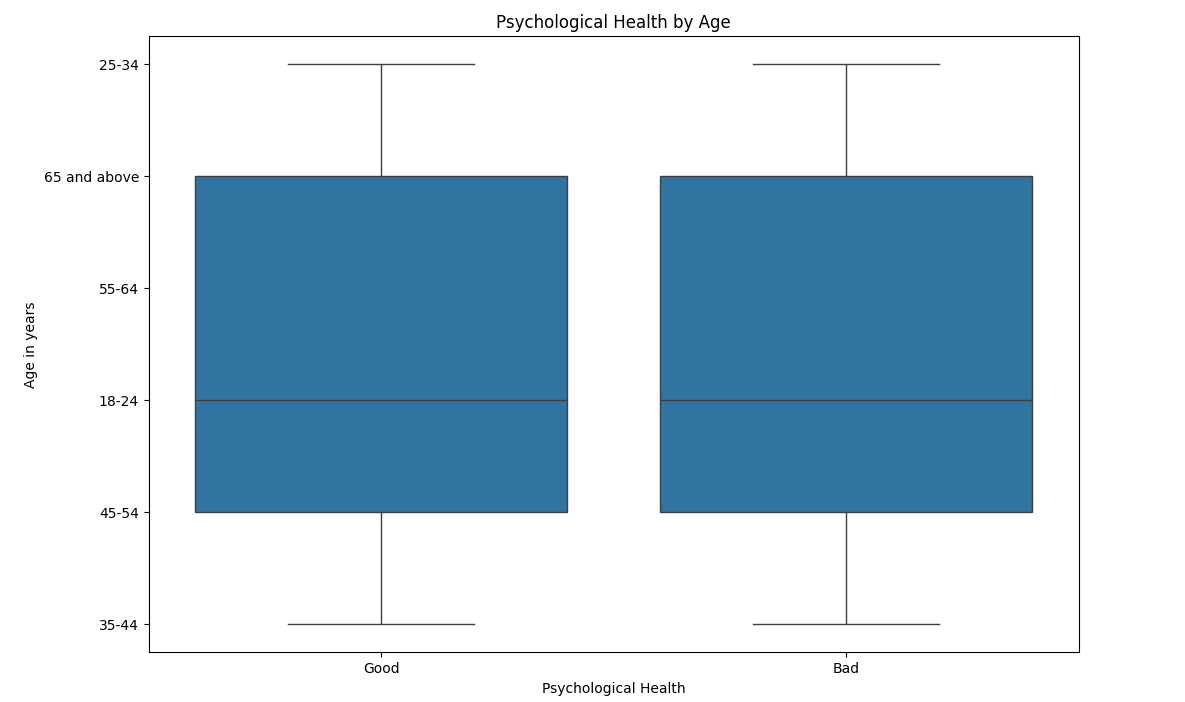 Psychological Health by Age
Age in years
25-34
65 and above
55-64
18-24
45-54
35-44
Good
Bad
Psychological Health